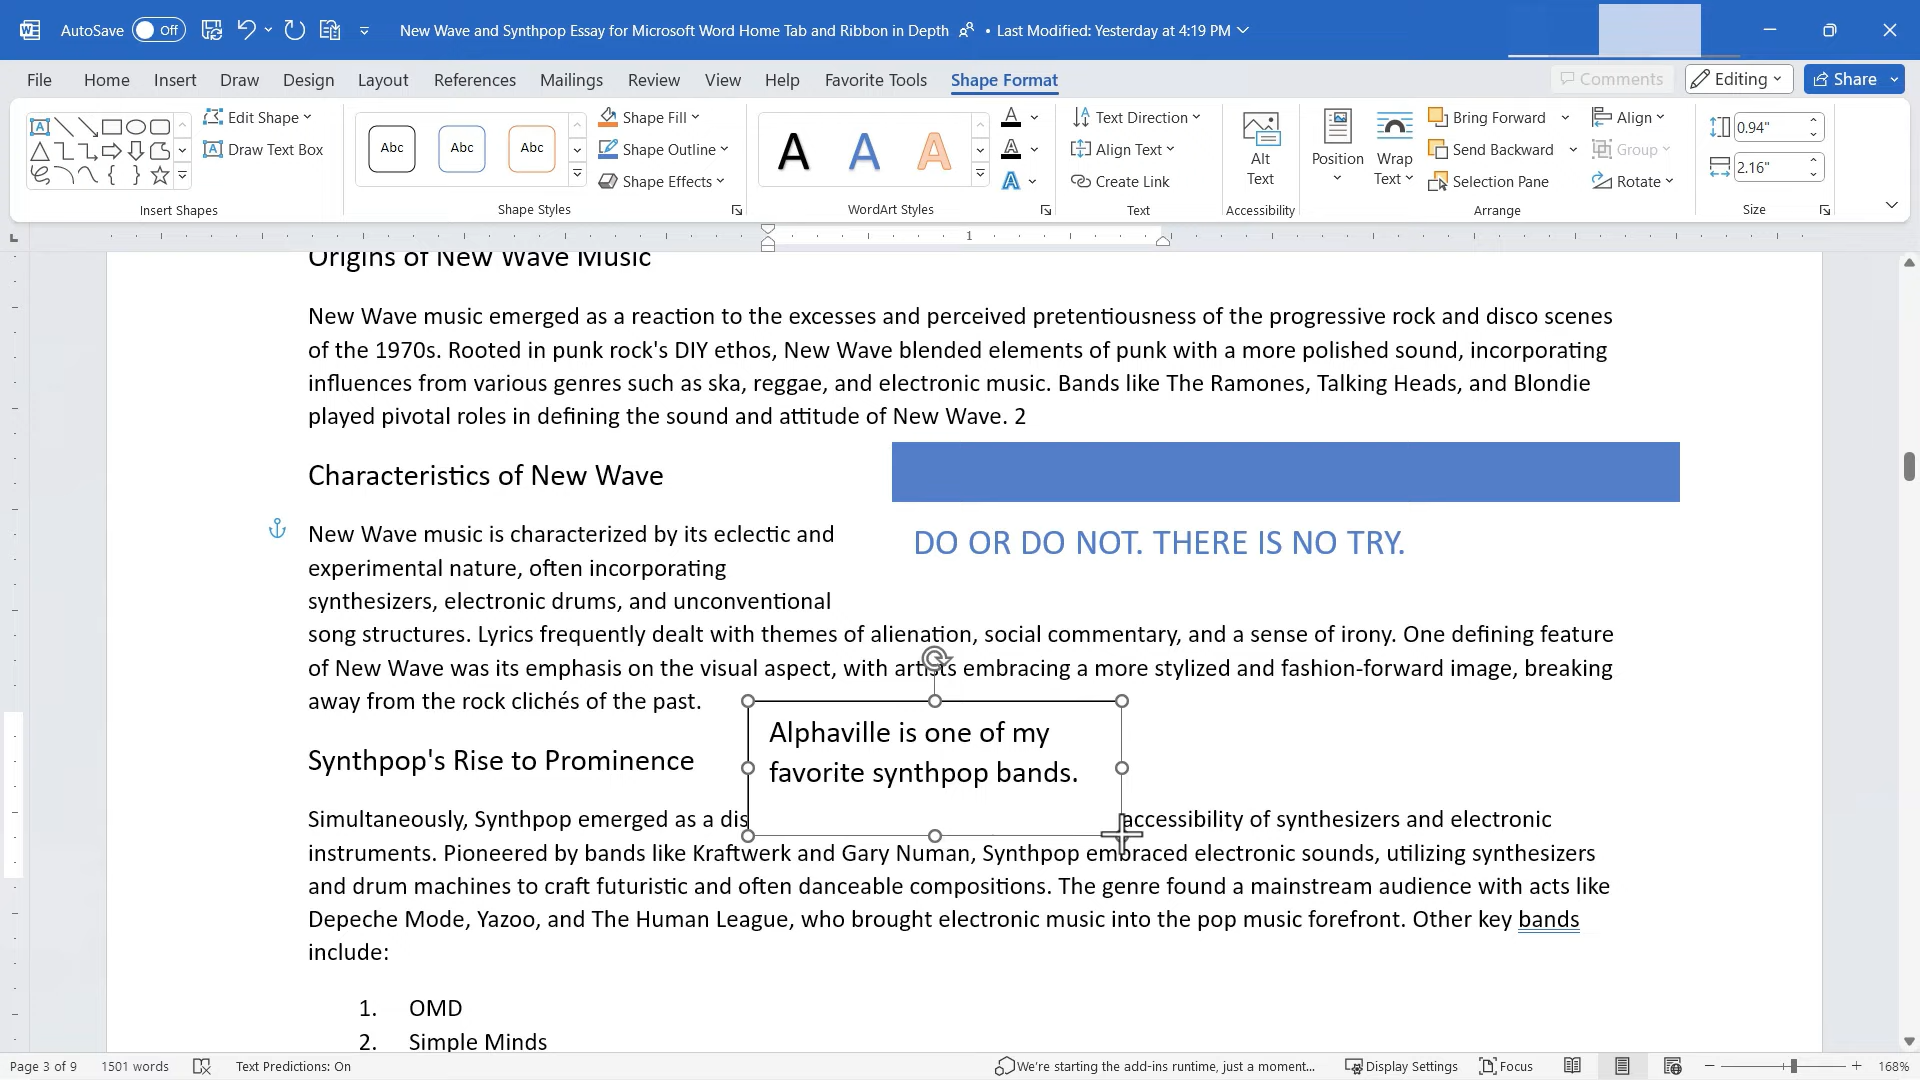 AutoSave Off New Wave and Synthpop Essay for Microsoft Word Home Tab and Ribbon in Depth • Last Modified: Yesterday at 4:19 PM
File Home Insert Draw Design Layout References Mailings Review View Help Favorite Tools Shape Format Comments Editing Share
Edit Shape
Draw Text Box
Insert Shapes
Abc Abc Abc
Shape Fill
Shape Outline
Shape Effects
Shape Styles
A A A
WordArt Styles
Text Direction
Align Text
Create Link
Text
Alt
Text
Accessibility
Position
Wrap
Text
Bring Forward
Send Backward
Selection Pane
Align
Group
Rotate
Arrange
0.94"
2.16"
Size
1
Origins of New Wave Music
New Wave music emerged as a reaction to the excesses and perceived pretentiousness of the progressive rock and disco scenes
of the 1970s. Rooted in punk rock's DIY ethos, New Wave blended elements of punk with a more polished sound, incorporating
influences from various genres such as ska, reggae, and electronic music. Bands like The Ramones, Talking Heads, and Blondie
played pivotal roles in defining the sound and attitude of New Wave. 2
Characteristics of New Wave
DO OR DO NOT. THERE IS NO TRY.
New Wave music is characterized by its eclectic and
experimental nature, often incorporating
synthesizers, electronic drums, and unconventional
song structures. Lyrics frequently dealt with themes of alienation, social commentary, and a sense of irony. One defining feature
of New Wave was its emphasis on the visual aspect, with artists embracing a more stylized and fashion-forward image, breaking
away from the rock clichés of the past.
Alphaville is one of my
favorite synthpop bands.
Synthpop's Rise to Prominence
Simultaneously, Synthpop emerged as a dis accessibility of synthesizers and electronic
instruments. Pioneered by bands like Kraftwerk and Gary Numan, Synthpop embraced electronic sounds, utilizing synthesizers
and drum machines to craft futuristic and often danceable compositions. The genre found a mainstream audience with acts like
Depeche Mode, Yazoo, and The Human League, who brought electronic music into the pop music forefront. Other key bands
include:
1. OMD
2. Simple Minds
Page 3 of 9 1501 words Text Predictions: On We're starting the add-ins runtime, just a moment... Display Settings Focus 168%